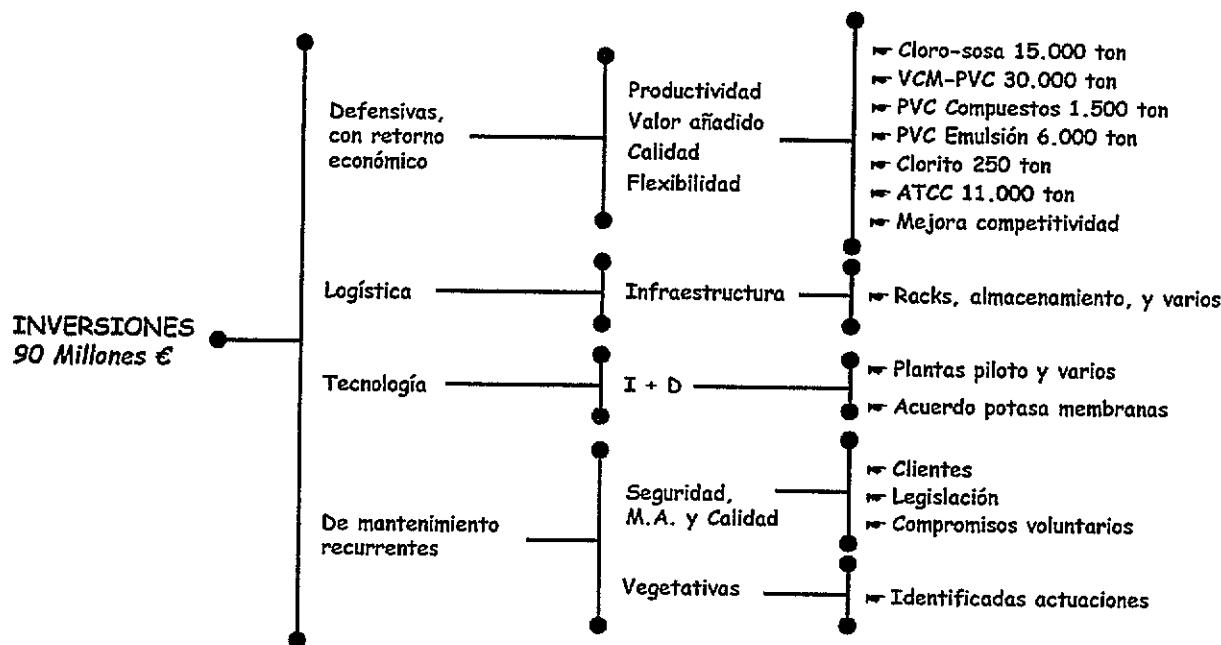 INVERSIONES
90 Millones €
Defensivas,
con retorno
económico
Productividad
Valor añadido
Calidad
Flexibilidad
Cloro-sosa 15.000 ton
VCM-PVC 30.000 ton
PVC Compuestos 1.500 ton
PVC Emulsión 6.000 ton
Clorito 250 ton
ATCC 11.000 ton
Mejora competitividad
Logística
Infraestructura
Racks, almacenamiento, y varios
Tecnología
I + D
Plantas piloto y varios
Acuerdo potasa membranas
De mantenimiento
recurrentes
Seguridad,
M.A. y Calidad
Clientes
Legislación
Compromisos voluntarios
Vegetativas
Identificadas actuaciones